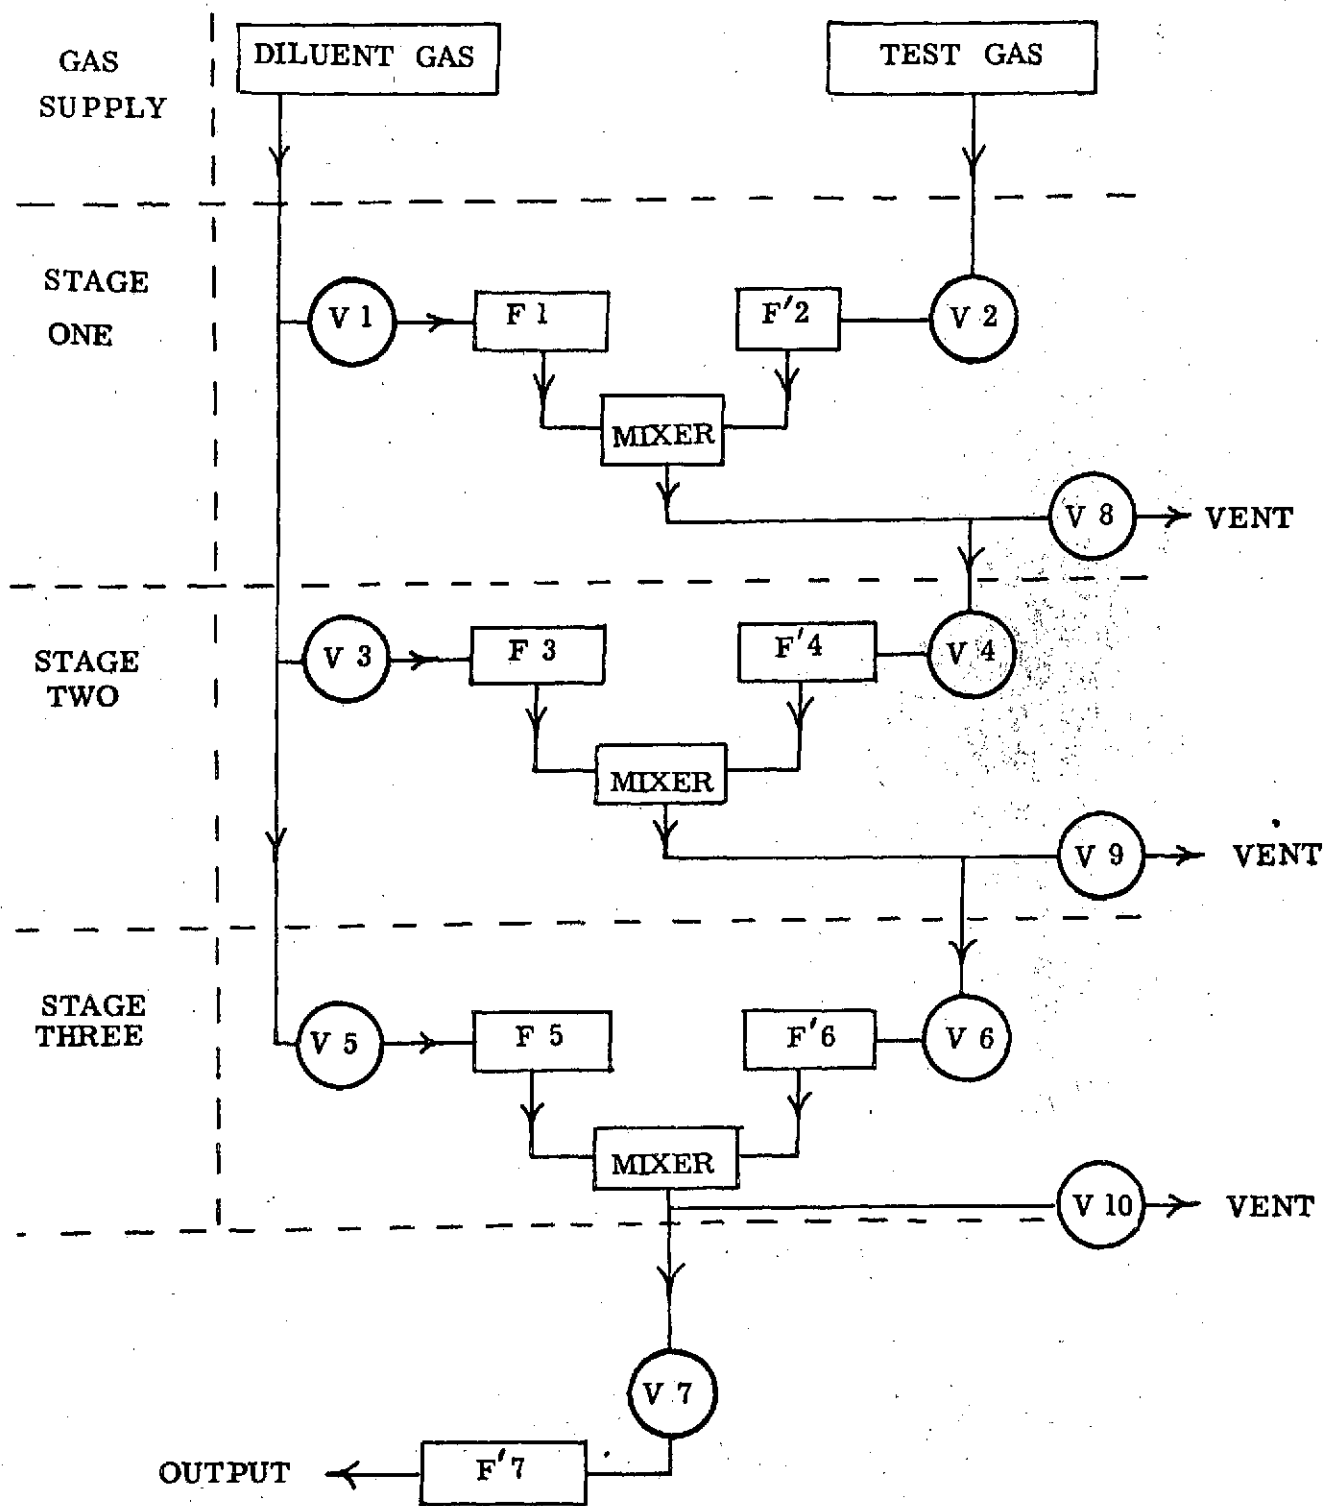 GAS
SUPPLY
DILUENT GAS
TEST GAS
STAGE
ONE
V 1
F 1
F'2
V 2
MIXER
V 8
VENT
STAGE
TWO
V 3
F 3
F'4
V 4
MIXER
V 9
VENT
STAGE
THREE
V 5
F 5
F'6
V 6
MIXER
V 10
VENT
V 7
OUTPUT
F'7